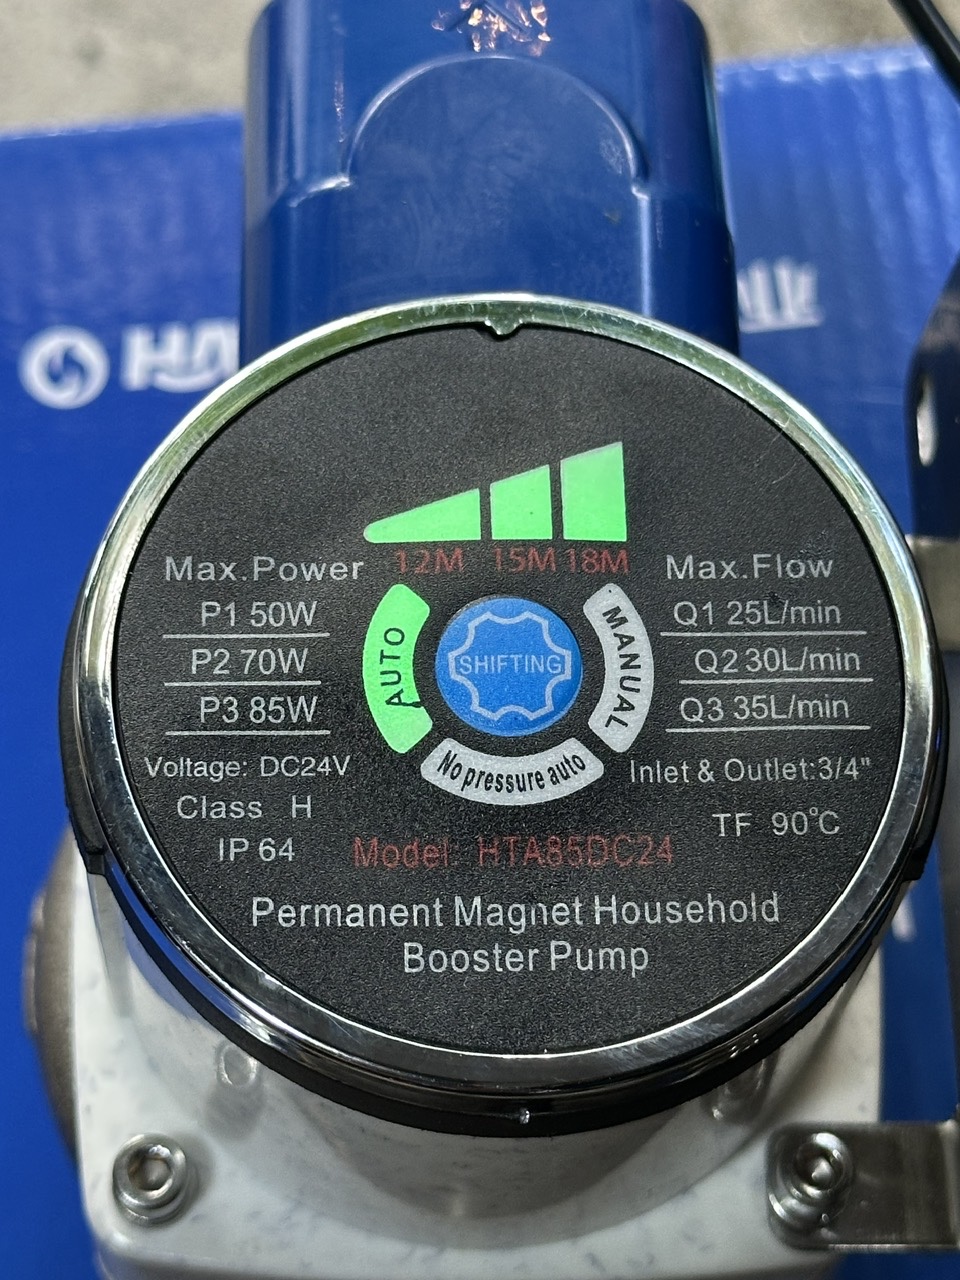 12M 15M 18M
Max.Power
P1 50W
P2 70W
P3 85W
Voltage: DC24V
Class H
IP 64
AUTO
SHIFTING
MANUAL
No pressure auto
Max.Flow
Q1 25L/min
Q2 30L/min
Q3 35L/min
Inlet & Outlet:3/4"
TF 90°C
Model: HTA85DC24
Permanent Magnet Household
Booster Pump